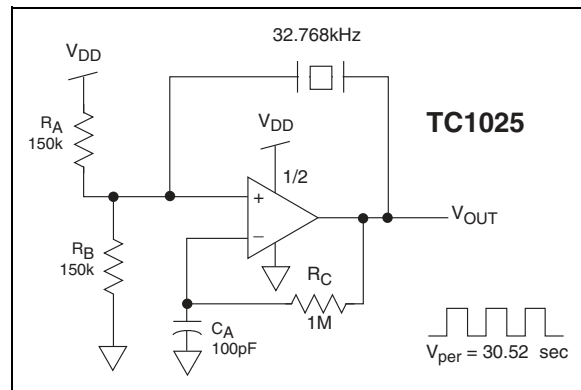 32.768kHz
VDD
TC1025
RA
150k
VDD
1/2
+
−
VOUT
RB
150k
RC
1M
CA
100pF
Vper = 30.52 sec